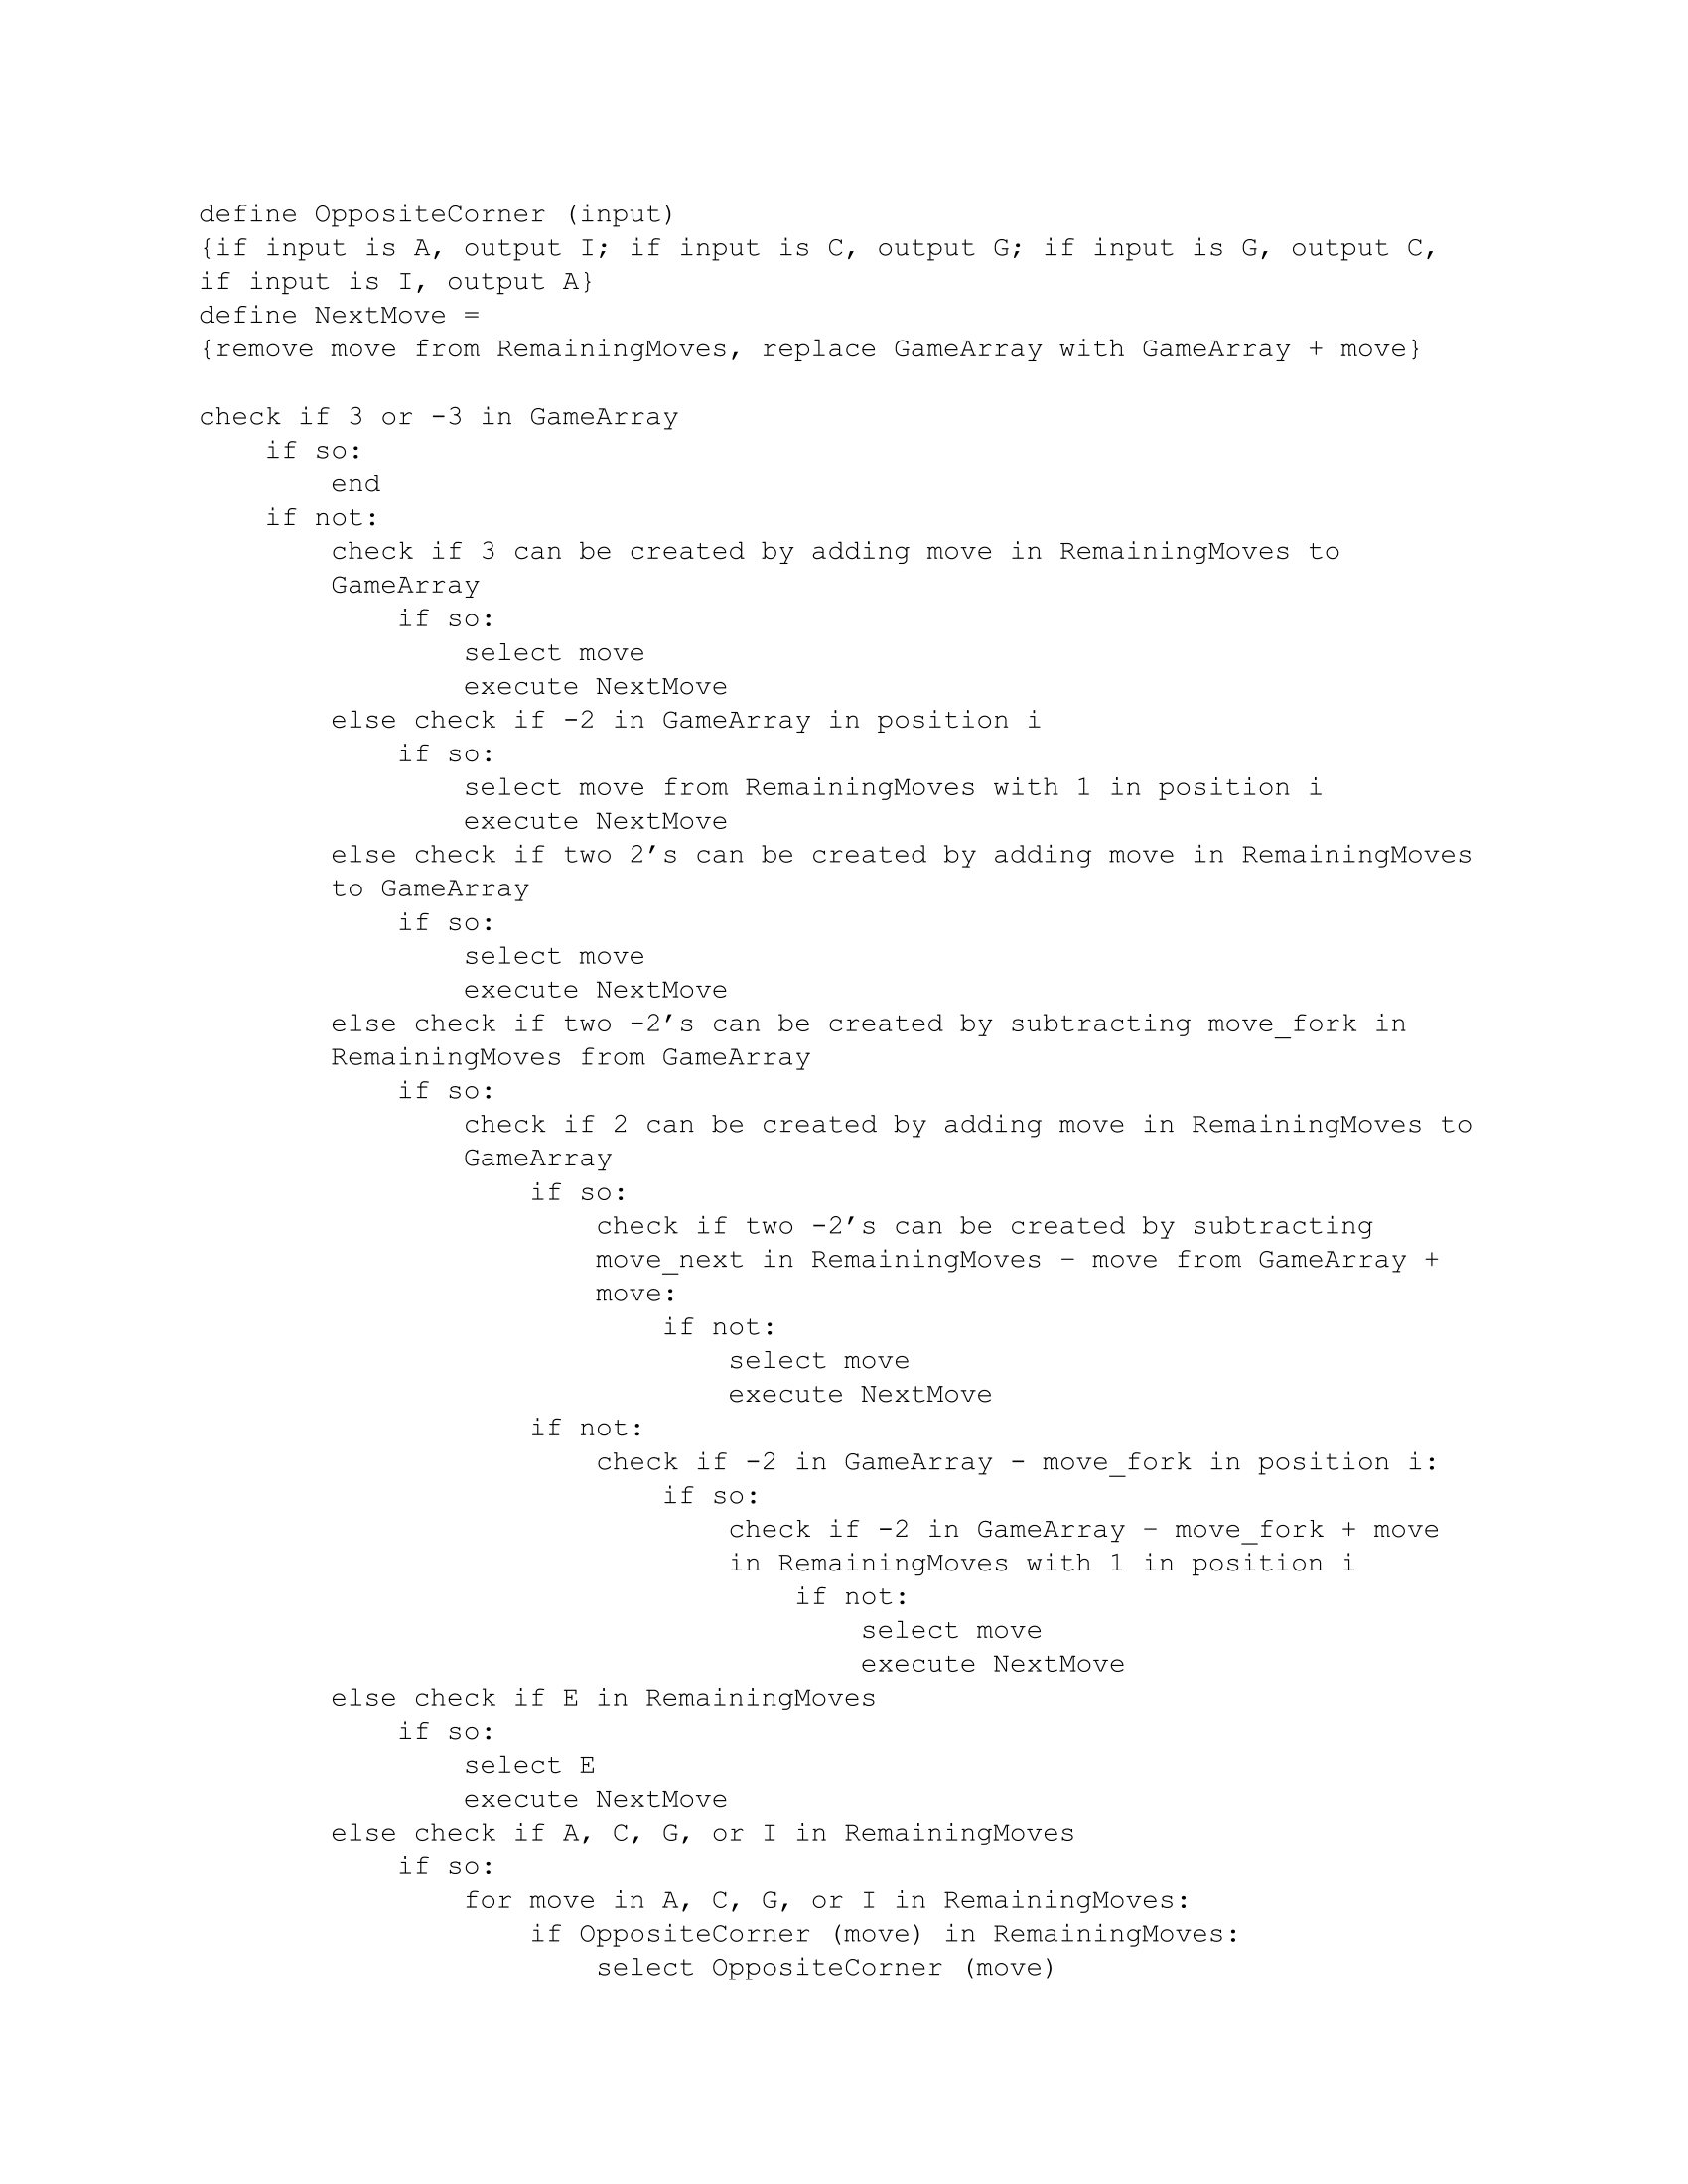 define OppositeCorner (input)
{if input is A, output I; if input is C, output G; if input is G, output C,
if input is I, output A}
define NextMove =
{remove move from RemainingMoves, replace GameArray with GameArray + move}
check if 3 or -3 in GameArray
if so:
end
if not:
check if 3 can be created by adding move in RemainingMoves to
GameArray
if so:
select move
execute NextMove
else check if -2 in GameArray in position i
if so:
select move from RemainingMoves with 1 in position i
execute NextMove
else check if two 2’s can be created by adding move in RemainingMoves
to GameArray
if so:
select move
execute NextMove
else check if two -2’s can be created by subtracting move_fork in
RemainingMoves from GameArray
if so:
check if 2 can be created by adding move in RemainingMoves to
GameArray
if so:
check if two -2’s can be created by subtracting
move_next in RemainingMoves – move from GameArray +
move:
if not:
select move
execute NextMove
if not:
check if -2 in GameArray - move_fork in position i:
if so:
check if -2 in GameArray – move_fork + move
in RemainingMoves with 1 in position i
if not:
select move
execute NextMove
else check if E in RemainingMoves
if so:
select E
execute NextMove
else check if A, C, G, or I in RemainingMoves
if so:
for move in A, C, G, or I in RemainingMoves:
if OppositeCorner (move) in RemainingMoves:
select OppositeCorner (move)